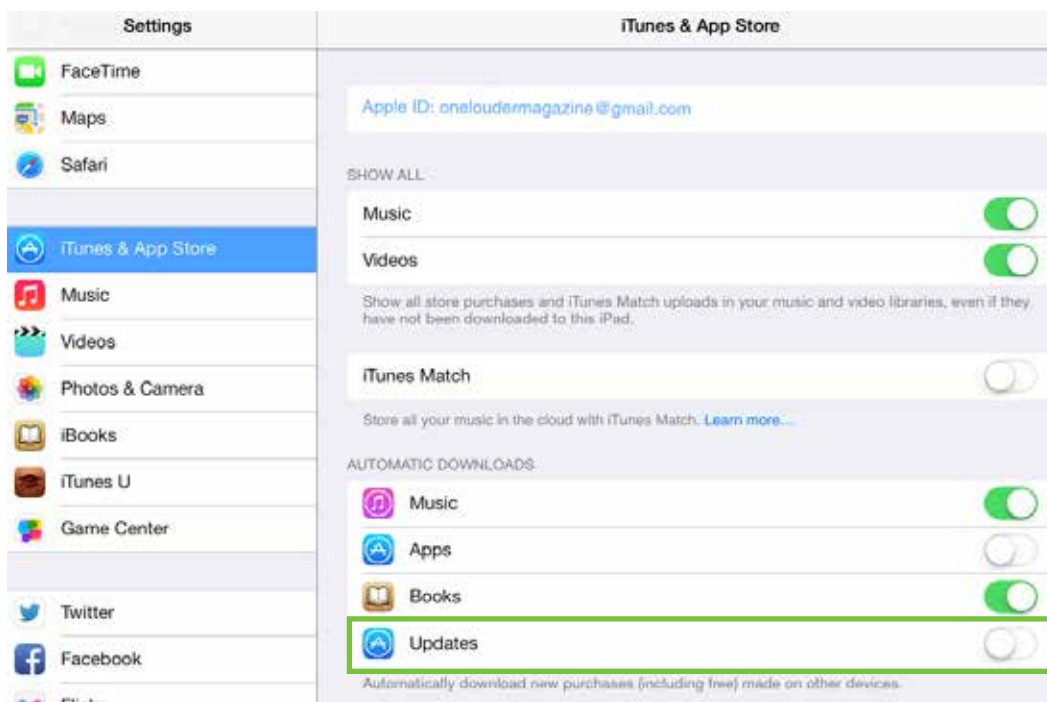 Settings
FaceTime
Maps
Safari
iTunes & App Store
Music
Videos
Photos & Camera
iBooks
iTunes U
Game Center
Twitter
Facebook
iTunes & App Store
Apple ID: oneloudermagazine@gmail.com
SHOW ALL
Music
Videos
Show all store purchases and iTunes Match uploads in your music and video libraries, even if they
have not been downloaded to this iPad.
iTunes Match
Store all your music in the cloud with iTunes Match. Learn more...
AUTOMATIC DOWNLOADS
Music
Apps
Books
Updates
Automatically download new purchases (including free) made on other devices.